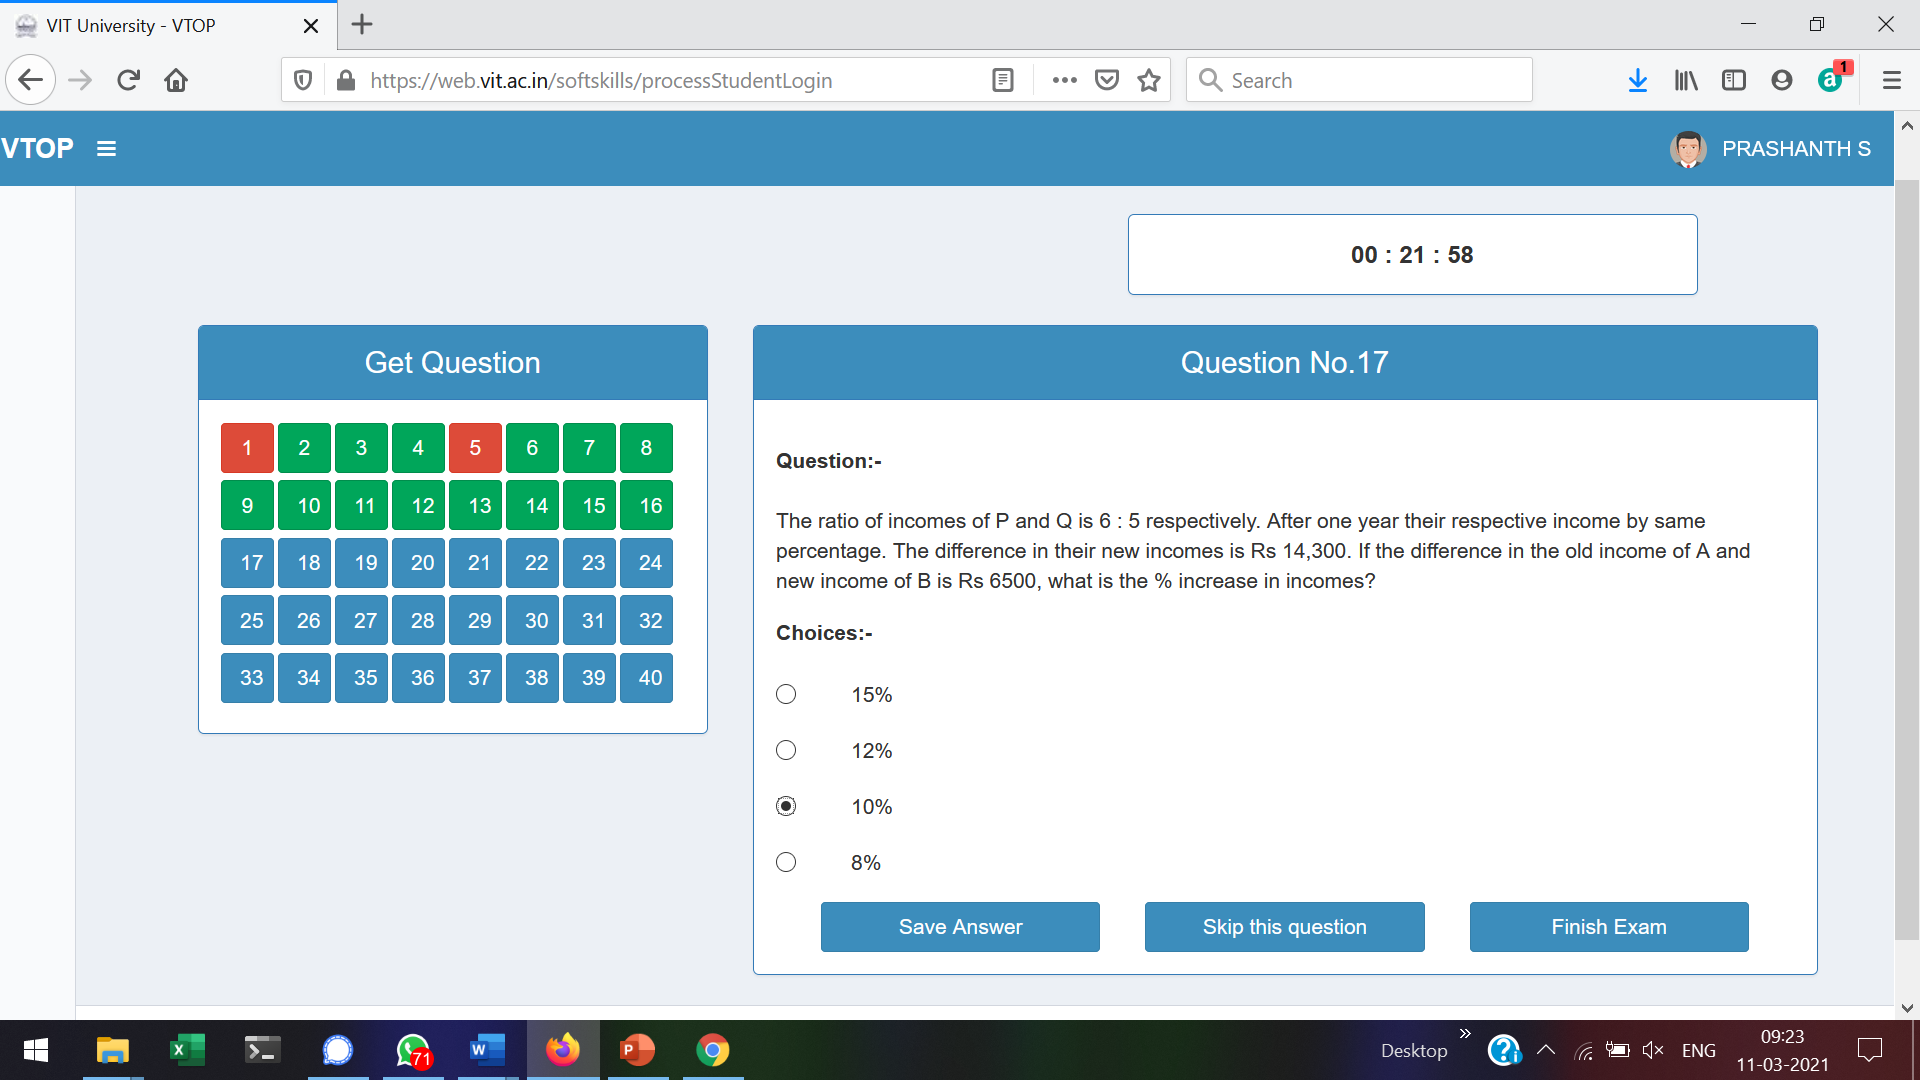 VIT University - VTOP
https://web.vit.ac.in/softskills/processStudentLogin
Search
a
1
VTOP
PRASHANTH S
00 : 21 : 58
Get Question
1 2 3 4 5 6 7 8
9 10 11 12 13 14 15 16
17 18 19 20 21 22 23 24
25 26 27 28 29 30 31 32
33 34 35 36 37 38 39 40
Question No.17
Question:-
The ratio of incomes of P and Q is 6 : 5 respectively. After one year their respective income by same
percentage. The difference in their new incomes is Rs 14,300. If the difference in the old income of A and
new income of B is Rs 6500, what is the % increase in incomes?
Choices:-
15%
12%
10%
8%
Save Answer
Skip this question
Finish Exam
71
Desktop
ENG
09:23
11-03-2021